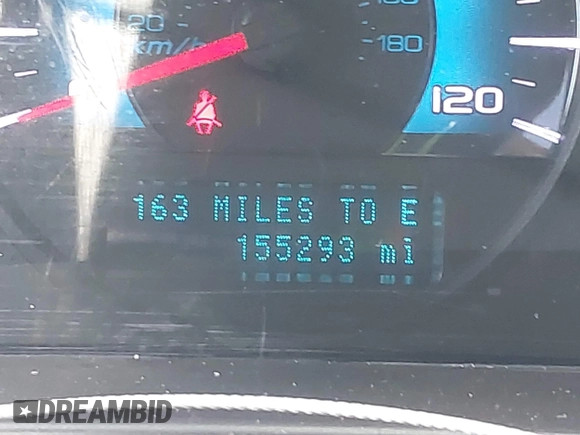 20
km/h
180
120
163 MILES TO E
155293 mi
DREAMBID